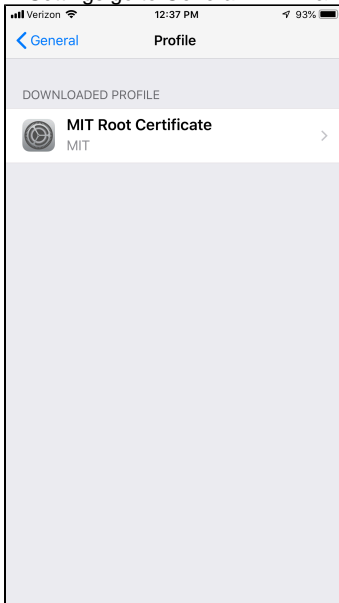 Verizon 12:37 PM 93%
General Profile
DOWNLOADED PROFILE
MIT Root Certificate
MIT